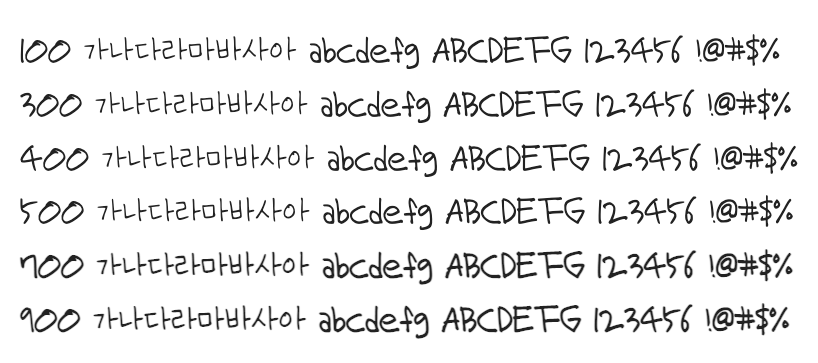 100 가나다라마바사아 abcdefg ABCDEFG 123456 !@#$%
300 가나다라마바사아 abcdefg ABCDEFG 123456 !@#$%
400 가나다라마바사아 abcdefg ABCDEFG 123456 !@#$%
500 가나다라마바사아 abcdefg ABCDEFG 123456 !@#$%
700 가나다라마바사아 abcdefg ABCDEFG 123456 !@#$%
900 가나다라마바사아 abcdefg ABCDEFG 123456 !@#$%